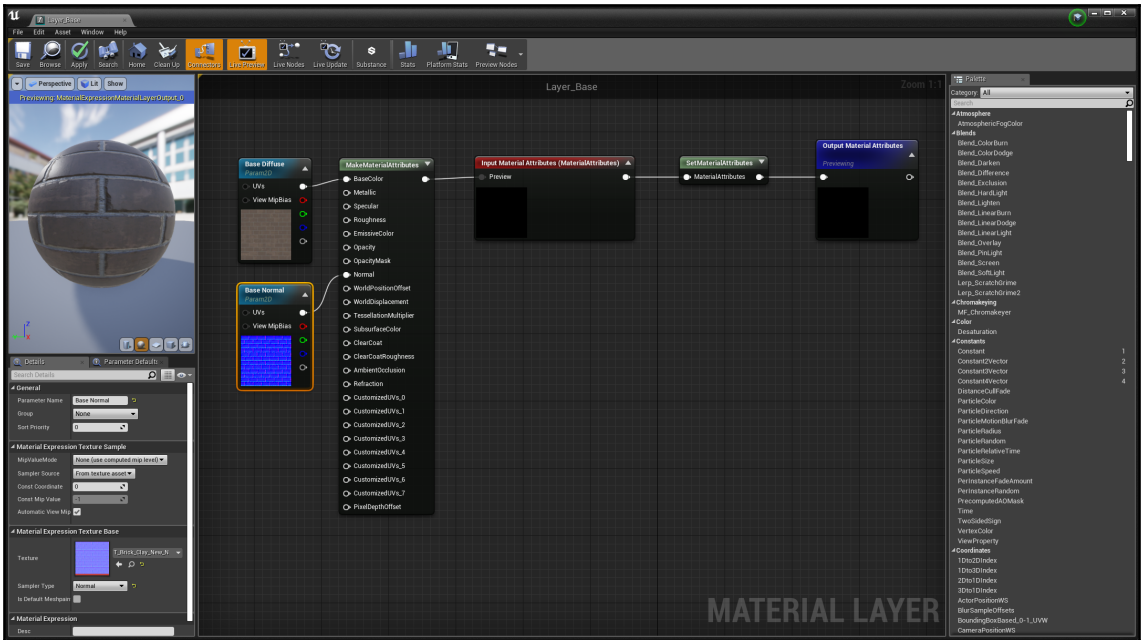 Layer_Base
File Edit Asset Window Help
Save Browse Apply Search Home Clean Up Connectors Live Preview Live Nodes Live Update Substance Stats Platform Stats Preview Nodes
Perspective Lit Show
Previewing: MaterialExpressionMaterialLayerOutput_0
Z
X
Details
Parameter Defaults
Search Details
General
Parameter Name Base Normal
Group None
Sort Priority 0
Material Expression Texture Sample
MipValueMode None (use computed mip level)
Sampler Source From texture asset
Const Coordinate 0
Const Mip Value -1
Automatic View Mip
Material Expression Texture Base
Texture T_Brick_Clay_New_N
Sampler Type Normal
Is Default Meshpain
Material Expression
Desc
Layer_Base
Zoom 1:1
Base Diffuse
Param2D
UVs
View MipBias
Base Normal
Param2D
UVs
View MipBias
MakeMaterialAttributes
BaseColor
Metallic
Specular
Roughness
EmissiveColor
Opacity
OpacityMask
Normal
WorldPositionOffset
WorldDisplacement
TessellationMultiplier
SubsurfaceColor
ClearCoat
ClearCoatRoughness
AmbientOcclusion
Refraction
CustomizedUVs_0
CustomizedUVs_1
CustomizedUVs_2
CustomizedUVs_3
CustomizedUVs_4
CustomizedUVs_5
CustomizedUVs_6
CustomizedUVs_7
PixelDepthOffset
Input Material Attributes (MaterialAttributes)
Preview
SetMaterialAttributes
MaterialAttributes
Output Material Attributes
Previewing
MATERIAL LAYER
Palette
Category: All
Search
Atmosphere
AtmosphericFogColor
Blends
Blend_ColorBurn
Blend_ColorDodge
Blend_Darken
Blend_Difference
Blend_Exclusion
Blend_HardLight
Blend_Lighten
Blend_LinearBurn
Blend_LinearDodge
Blend_LinearLight
Blend_Overlay
Blend_PinLight
Blend_Screen
Blend_SoftLight
Lerp_ScratchGrime
Lerp_ScratchGrime2
Chromakeying
MF_Chromakeyer
Color
Desaturation
Constants
Constant 1
Constant2Vector 2
Constant3Vector 3
Constant4Vector 4
DistanceCullFade
ParticleColor
ParticleDirection
ParticleMotionBlurFade
ParticleRadius
ParticleRandom
ParticleRelativeTime
ParticleSize
ParticleSpeed
PerInstanceFadeAmount
PerInstanceRandom
PrecomputedAOMask
Time
TwoSidedSign
VertexColor
ViewProperty
Coordinates
1Dto2DIndex
1Dto3DIndex
2Dto1DIndex
3Dto1DIndex
ActorPositionWS
BlurSampleOffsets
BoundingBoxBased_0-1_UVW
CameraPositionWS